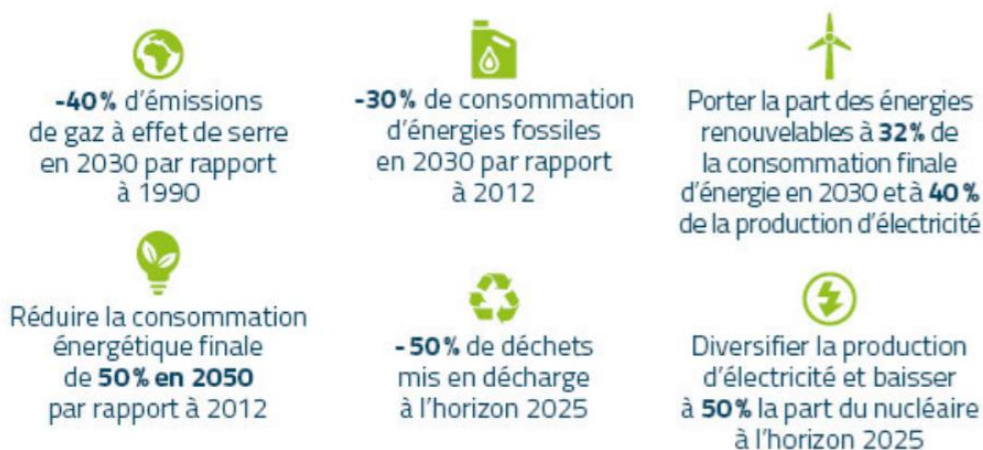 -40% d'émissions
de gaz à effet de serre
en 2030 par rapport
à 1990
-30% de consommation
d'énergies fossiles
en 2030 par rapport
à 2012
Porter la part des énergies
renouvelables à 32% de
la consommation finale
d'énergie en 2030 et à 40%
de la production d'électricité
Réduire la consommation
énergétique finale
de 50% en 2050
par rapport à 2012
- 50% de déchets
mis en décharge
à l'horizon 2025
Diversifier la production
d'électricité et baisser
à 50% la part du nucléaire
à l'horizon 2025